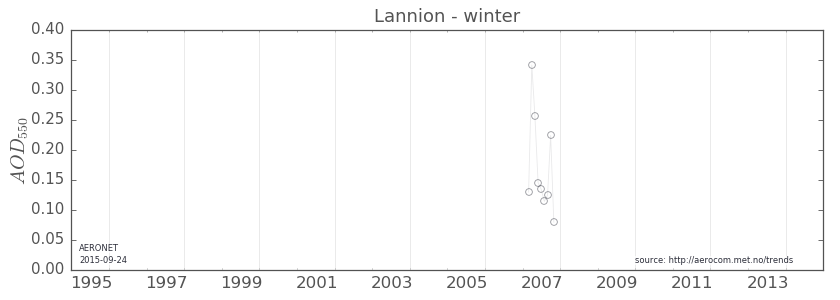 Lannion - winter
0.40
0.35
0.30
0.25
0.20
0.15
0.10
0.05
0.00
AOD550
AERONET
2015-09-24
source: http://aerocom.met.no/trends
1995 1997 1999 2001 2003 2005 2007 2009 2011 2013